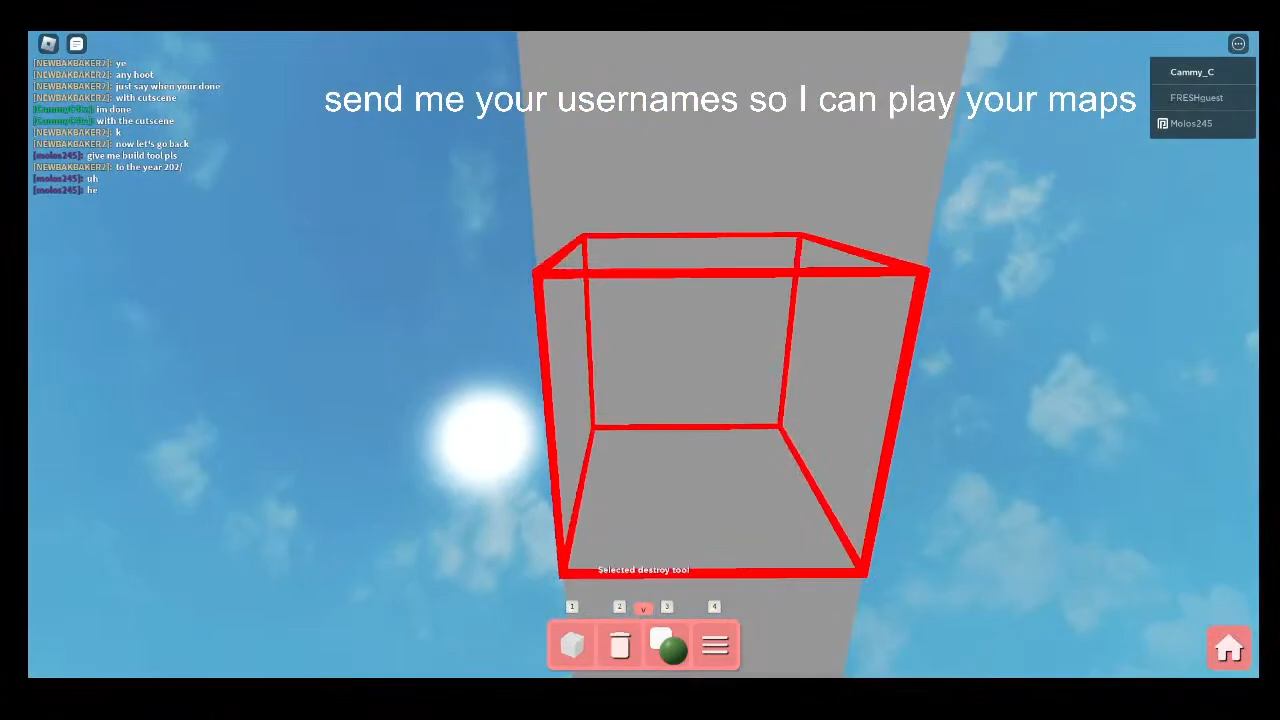 [NEWBAKBAKER2]: ye
[NEWBAKBAKER2]: any hoot
[NEWBAKBAKER2]: just say when your done
[NEWBAKBAKER2]: with cutscene
im done
with the cutscene
[NEWBAKBAKER2]: k
[NEWBAKBAKER2]: now let's go back
[molos245]: give me build tool pls
[NEWBAKBAKER2]: to the year 202/
[molos245]: uh
[molos245]: he
send me your usernames so I can play your maps
Cammy_C
FRESHguest
Molos245
Selected destroy tool
1 2 v 3 4